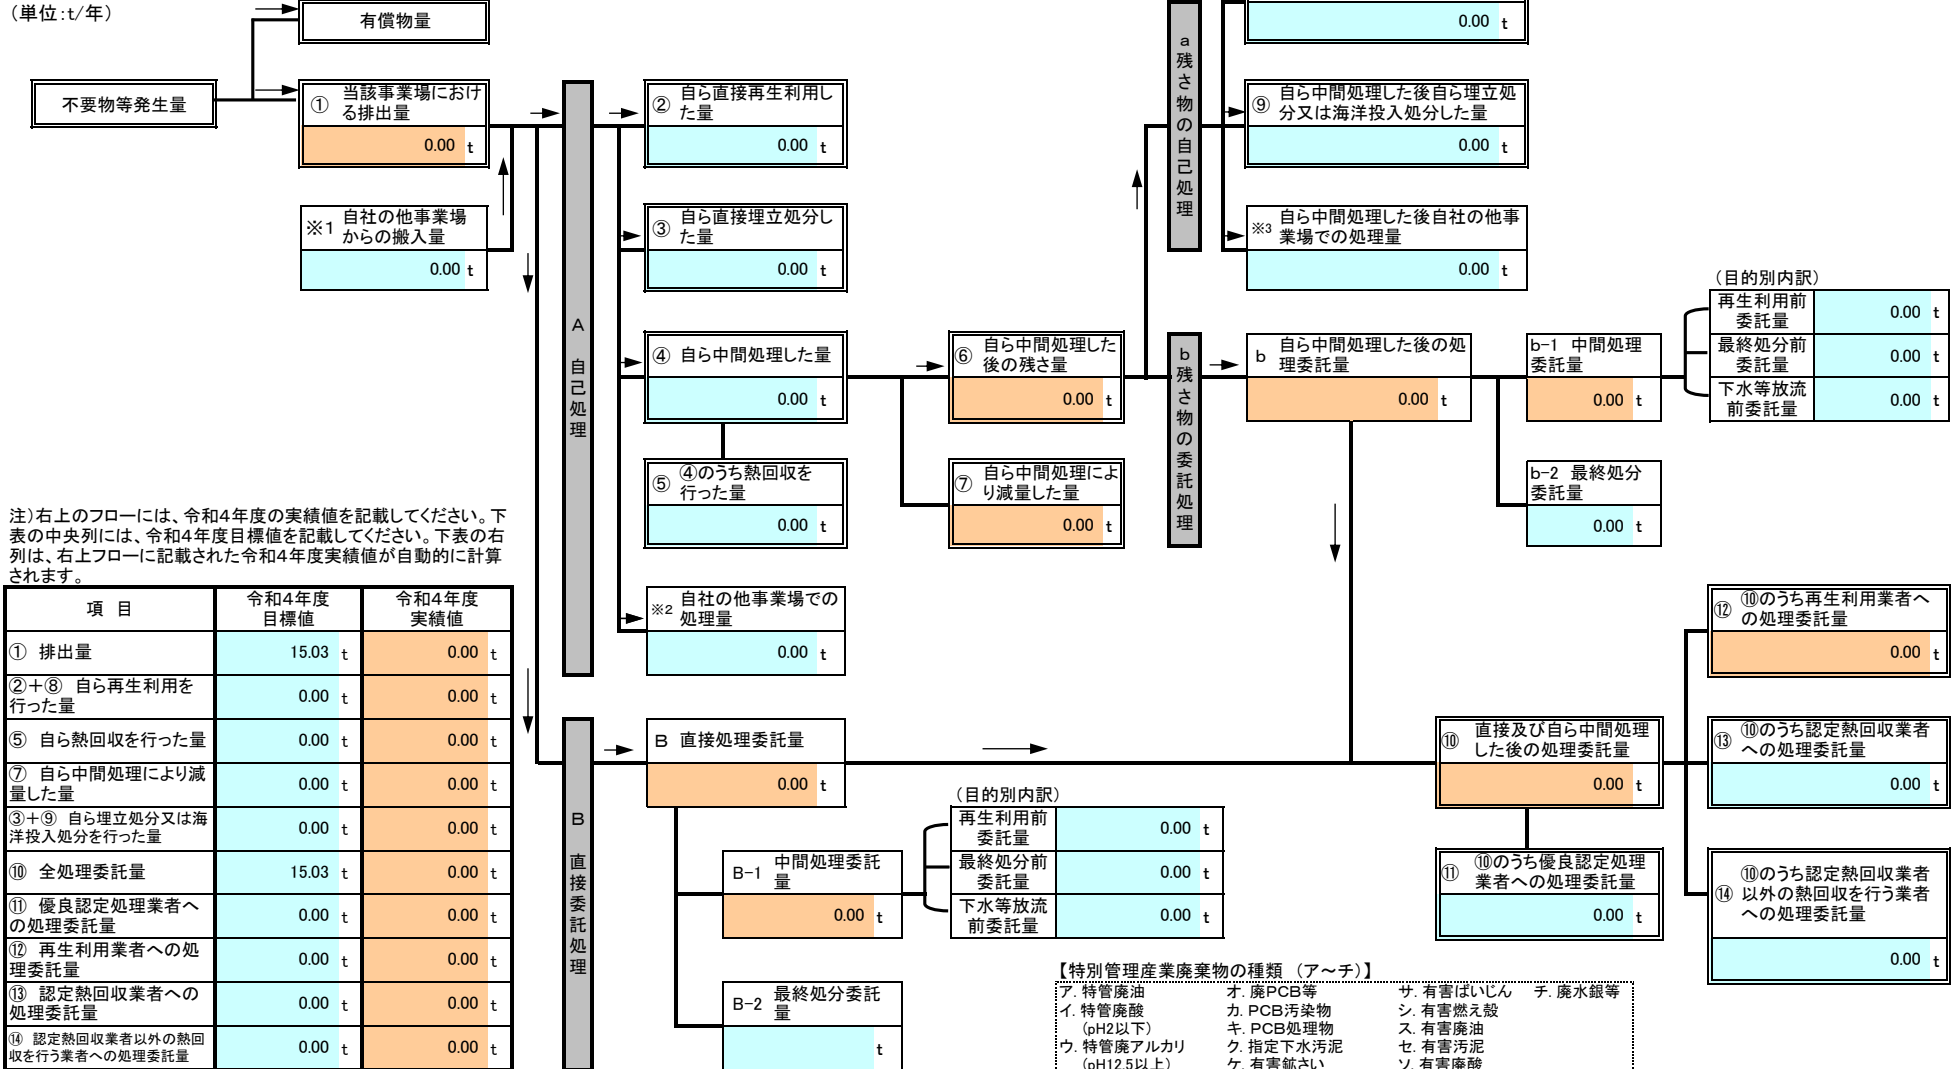 （単位:t/年）
有償物量
不要物等発生量
① 当該事業場におけ
る排出量
0.00 t
※1 自社の他事業場
からの搬入量
0.00 t
A 自己処理
② 自ら直接再生利用し
た量
0.00 t
③ 自ら直接埋立処分し
た量
0.00 t
④ 自ら中間処理した量
0.00 t
⑤ ④のうち熱回収を
行った量
0.00 t
※2 自社の他事業場での
処理量
0.00 t
⑥ 自ら中間処理した
後の残さ量
0.00 t
⑦ 自ら中間処理によ
り減量した量
0.00 t
a 残さ物の自己処理
0.00 t
⑨ 自ら中間処理した後自ら埋立処
分又は海洋投入処分した量
0.00 t
※3 自ら中間処理した後自社の他事
業場での処理量
0.00 t
b 残さ物の委託処理
b 自ら中間処理した後の処
理委託量
0.00 t
b-1 中間処理
委託量
0.00 t
b-2 最終処分
委託量
0.00 t
（目的別内訳）
再生利用前
委託量
0.00 t
最終処分前
委託量
0.00 t
下水等放流
前委託量
0.00 t
注）右上のフローには、令和4年度の実績値を記載してください。下
表の中央列には、令和4年度目標値を記載してください。下表の右
列は、右上フローに記載された令和4年度実績値が自動的に計算
されます。
項 目 令和4年度
目標値 令和4年度
実績値
① 排出量 15.03 t 0.00 t
②＋⑧ 自ら再生利用を
行った量 0.00 t 0.00 t
⑤ 自ら熱回収を行った量 0.00 t 0.00 t
⑦ 自ら中間処理により減
量した量 0.00 t 0.00 t
③＋⑨ 自ら埋立処分又は海
洋投入処分を行った量 0.00 t 0.00 t
⑩ 全処理委託量 15.03 t 0.00 t
⑪ 優良認定処理業者へ
の処理委託量 0.00 t 0.00 t
⑫ 再生利用業者への処
理委託量 0.00 t 0.00 t
⑬ 認定熱回収業者への
処理委託量 0.00 t 0.00 t
⑭ 認定熱回収業者以外の熱回
収を行う業者への処理委託量 0.00 t 0.00 t
B 直接委託処理
B 直接処理委託量
0.00 t
B-1 中間処理委託
量
0.00 t
B-2 最終処分委託
量
t
（目的別内訳）
再生利用前
委託量
0.00 t
最終処分前
委託量
0.00 t
下水等放流
前委託量
0.00 t
⑩ 直接及び自ら中間処理
した後の処理委託量
0.00 t
⑪ ⑩のうち優良認定処理
業者への処理委託量
0.00 t
⑫ ⑩のうち再生利用業者へ
の処理委託量
0.00 t
⑬ ⑩のうち認定熱回収業者
への処理委託量
0.00 t
⑭ ⑩のうち認定熱回収業者
以外の熱回収を行う業者
への処理委託量
0.00 t
【特別管理産業廃棄物の種類 （ア～チ）】
ア. 特管廃油 オ. 廃PCB等 サ. 有害ばいじん チ. 廃水銀等
イ. 特管廃酸 カ. PCB汚染物 シ. 有害燃え殻
（pH2以下） キ. PCB処理物 ス. 有害廃油
ウ. 特管廃アルカリ ク. 指定下水汚泥 セ. 有害汚泥
（pH12.5以上） ケ. 有害鉱さい ソ. 有害廃酸